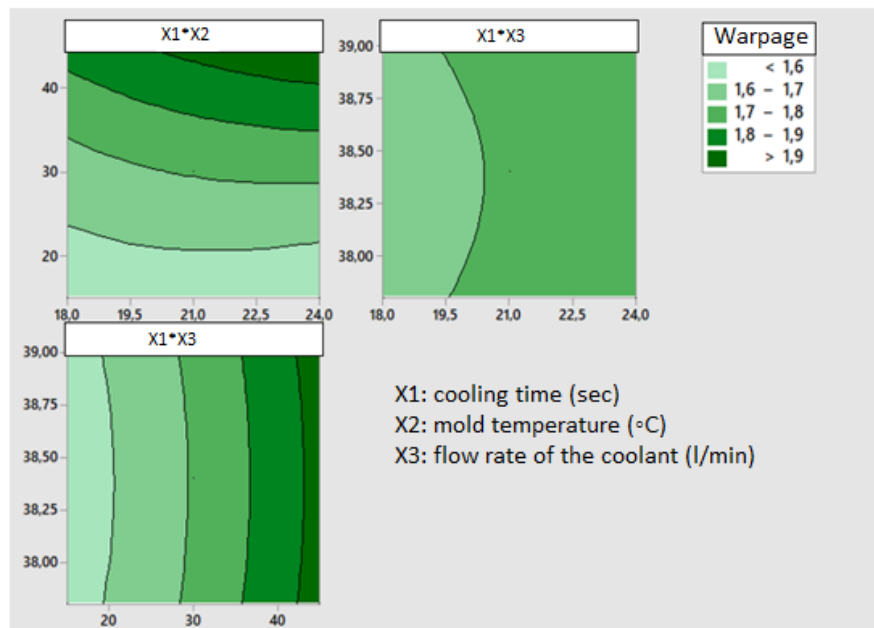 X1*X2
40
30
20
18,0 19,5 21,0 22,5 24,0
X1*X3
39,00
38,75
38,50
38,25
38,00
18,0 19,5 21,0 22,5 24,0
Warpage
< 1,6
1,6 – 1,7
1,7 – 1,8
1,8 – 1,9
> 1,9
X1*X3
39,00
38,75
38,50
38,25
38,00
20 30 40
X1: cooling time (sec)
X2: mold temperature (◦C)
X3: flow rate of the coolant (l/min)